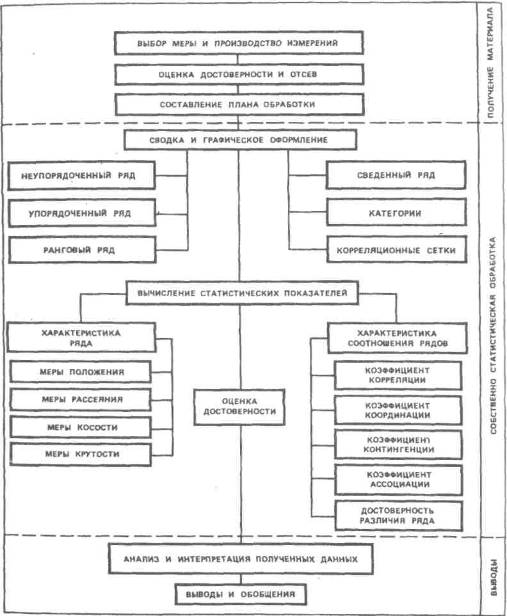 ВЫБОР МЕРЫ И ПРОИЗВОДСТВО ИЗМЕРЕНИЙ
ОЦЕНКА ДОСТОВЕРНОСТИ И ОТСЕВ
СОСТАВЛЕНИЕ ПЛАНА ОБРАБОТКИ
ПОЛУЧЕНИЕ МАТЕРИАЛА
СВОДКА И ГРАФИЧЕСКОЕ ОФОРМЛЕНИЕ
НЕУПОРЯДОЧЕННЫЙ РЯД
УПОРЯДОЧЕННЫЙ РЯД
РАНГОВЫЙ РЯД
СВЕДЕННЫЙ РЯД
КАТЕГОРИИ
КОРРЕЛЯЦИОННЫЕ СЕТКИ
ВЫЧИСЛЕНИЕ СТАТИСТИЧЕСКИХ ПОКАЗАТЕЛЕЙ
ХАРАКТЕРИСТИКА
РЯДА
МЕРЫ ПОЛОЖЕНИЯ
МЕРЫ РАССЕЯНИЯ
МЕРЫ КОСОСТИ
МЕРЫ КРУТОСТИ
ОЦЕНКА
ДОСТОВЕРНОСТИ
ХАРАКТЕРИСТИКА
СООТНОШЕНИЯ РЯДОВ
КОЭФФИЦИЕНТ
КОРРЕЛЯЦИИ
КОЭФФИЦИЕНТ
КООРДИНАЦИИ
КОЭФФИЦИЕНТ
КОНТИНГЕНЦИИ
КОЭФФИЦИЕНТ
АССОЦИАЦИИ
ДОСТОВЕРНОСТЬ
РАЗЛИЧИЯ РЯДА
СОБСТВЕННО СТАТИСТИЧЕСКАЯ ОБРАБОТКА
АНАЛИЗ И ИНТЕРПРЕТАЦИЯ ПОЛУЧЕННЫХ ДАННЫХ
ВЫВОДЫ И ОБОБЩЕНИЯ
ВЫВОДЫ